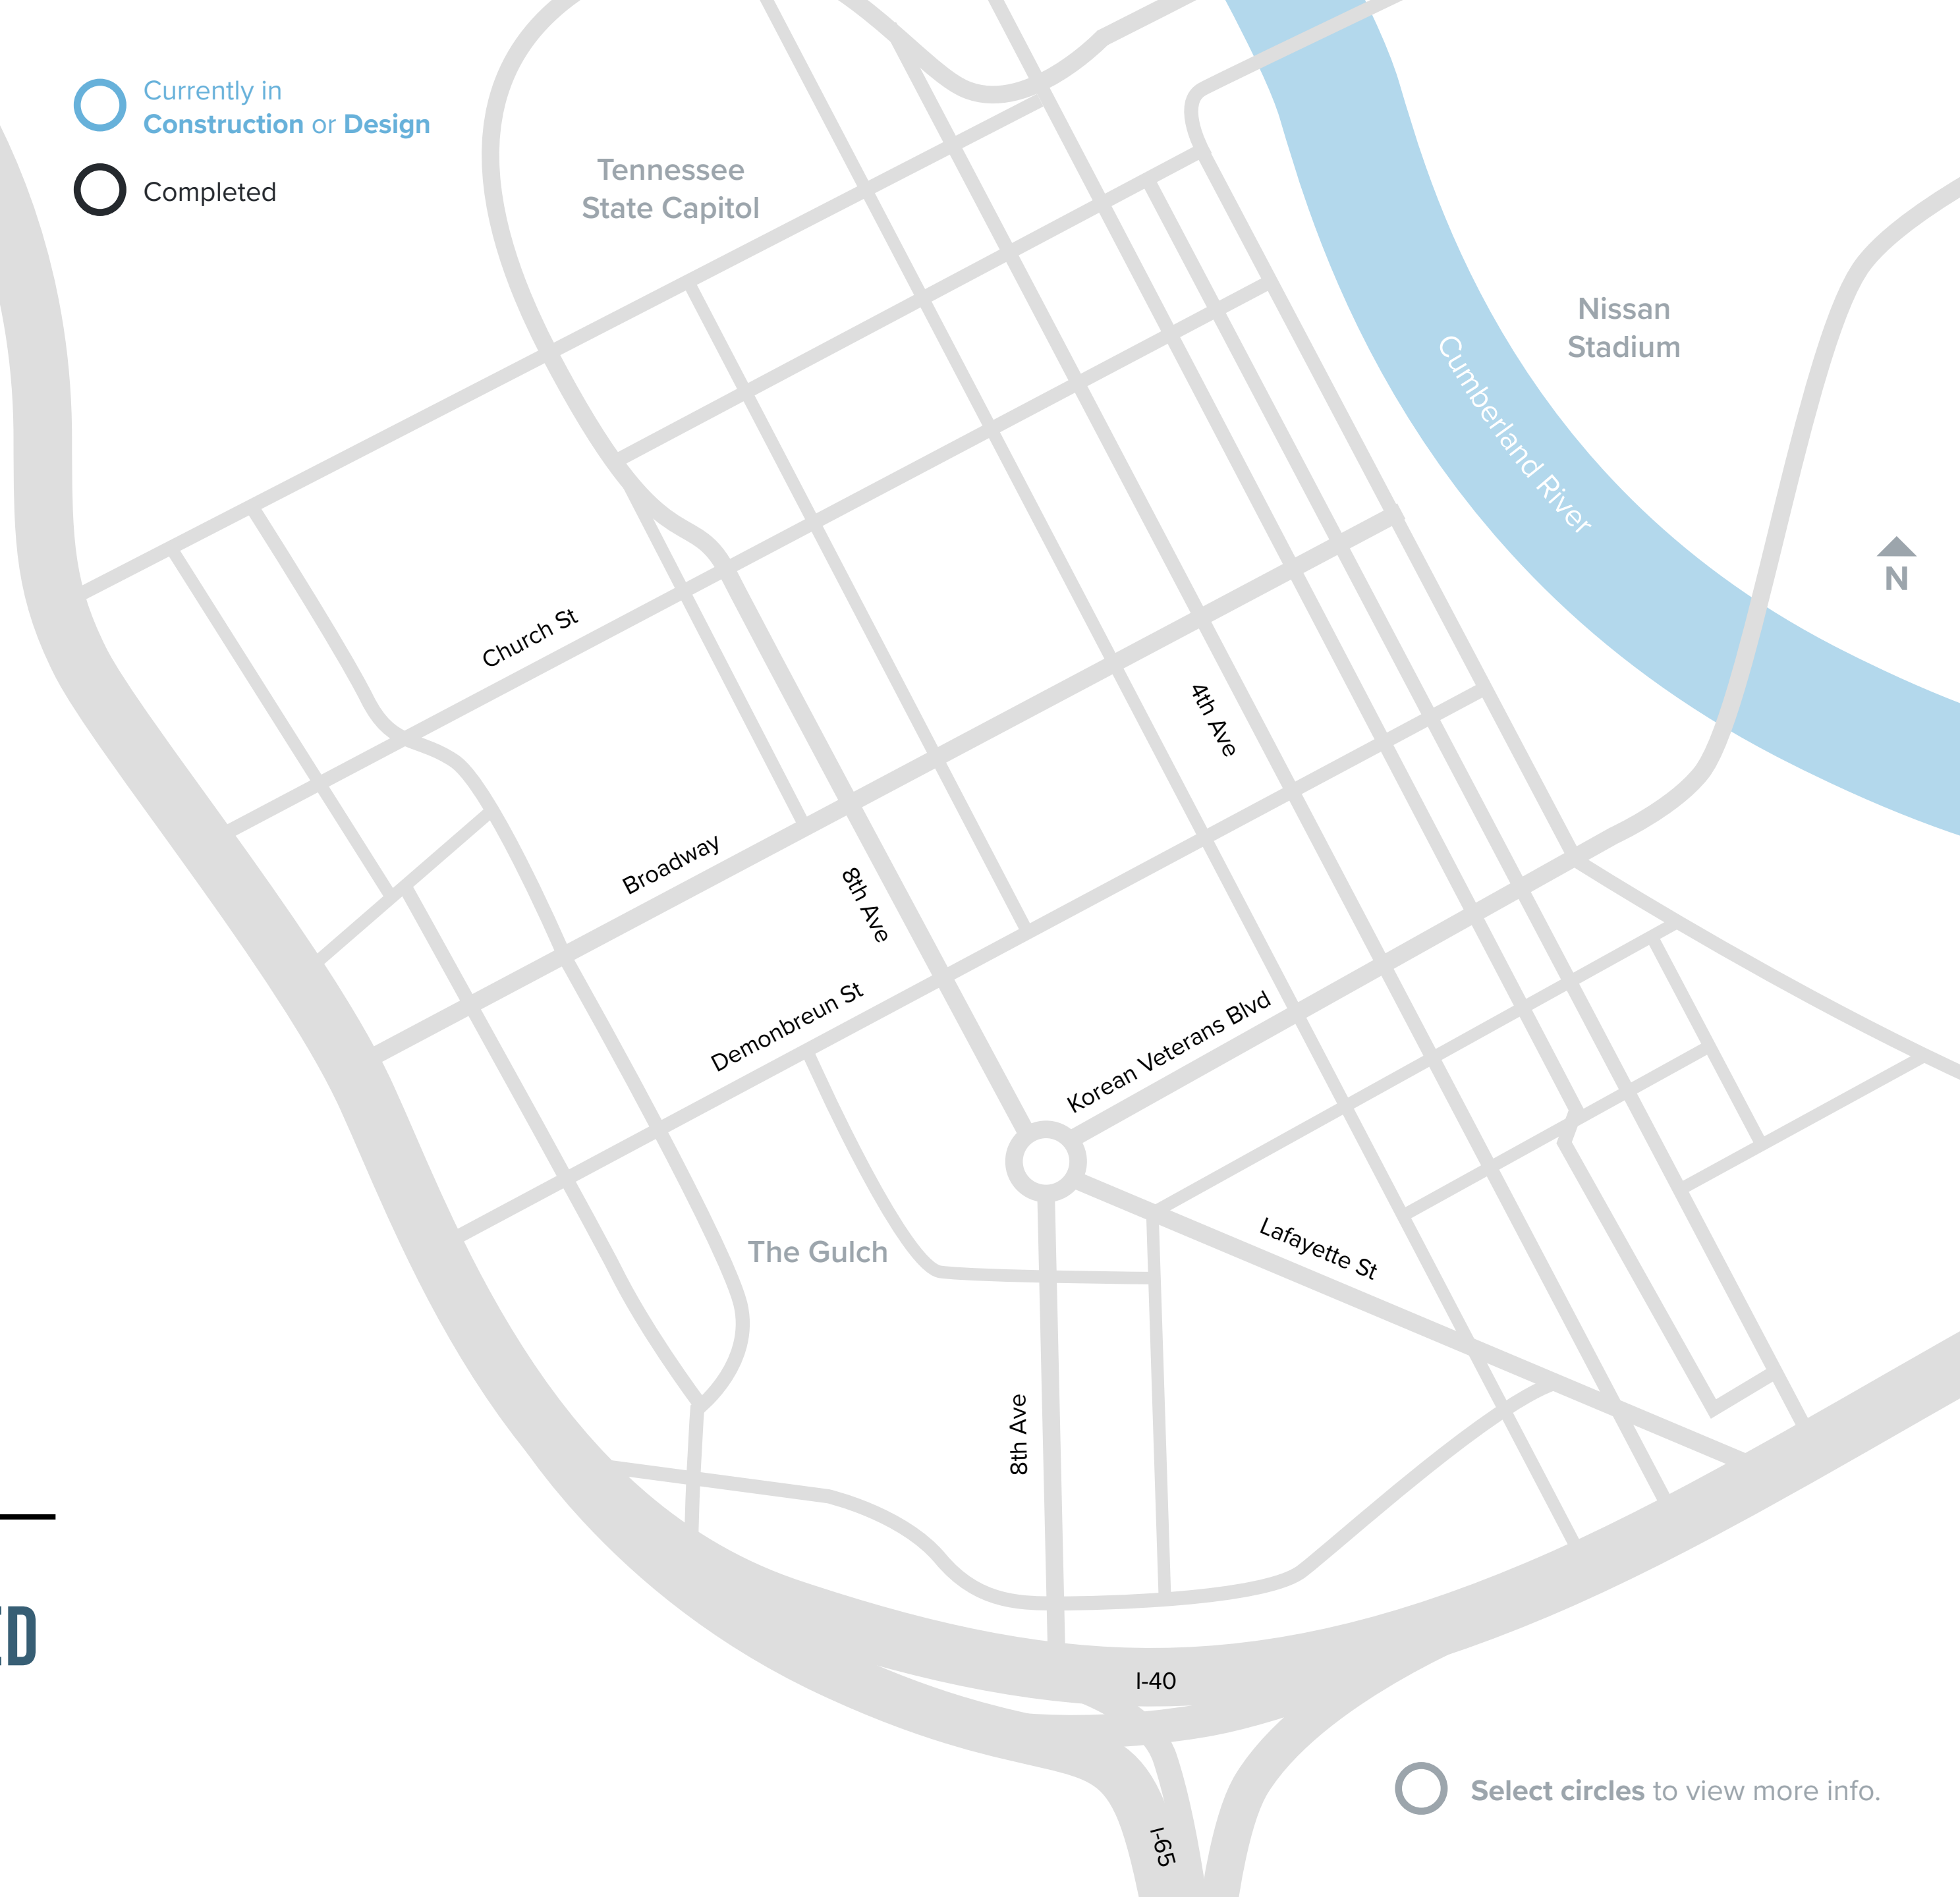 Currently in
Construction or Design
Completed
Tennessee
State Capitol
Nissan
Stadium
Cumberland River
N
Church St
4th Ave
Broadway
8th Ave
Demonbreun St
Korean Veterans Blvd
The Gulch
Lafayette St
8th Ave
I-40
Select circles to view more info.
I-65